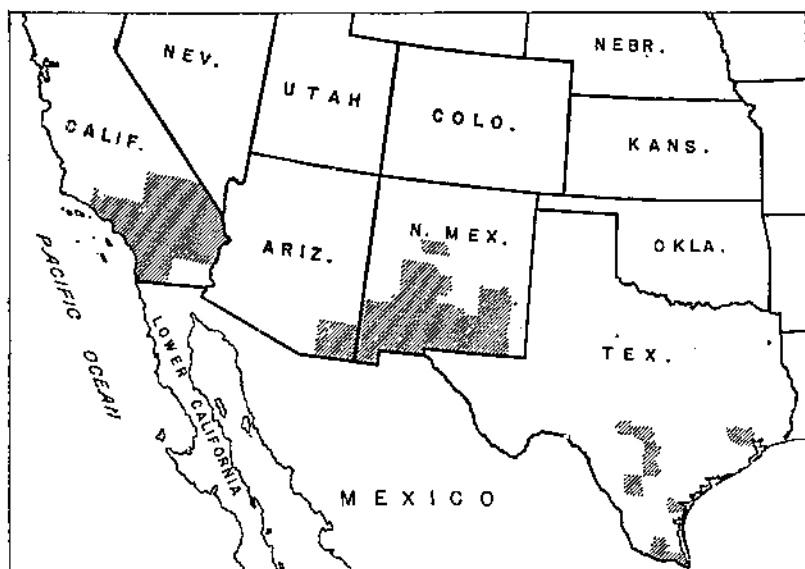 NEBR.
NEV.
UTAH
COLO.
CALIF.
KANS.
N. MEX.
ARIZ.
OKLA.
PACIFIC OCEAN
LOWER CALIFORNIA
TEX.
MEXICO